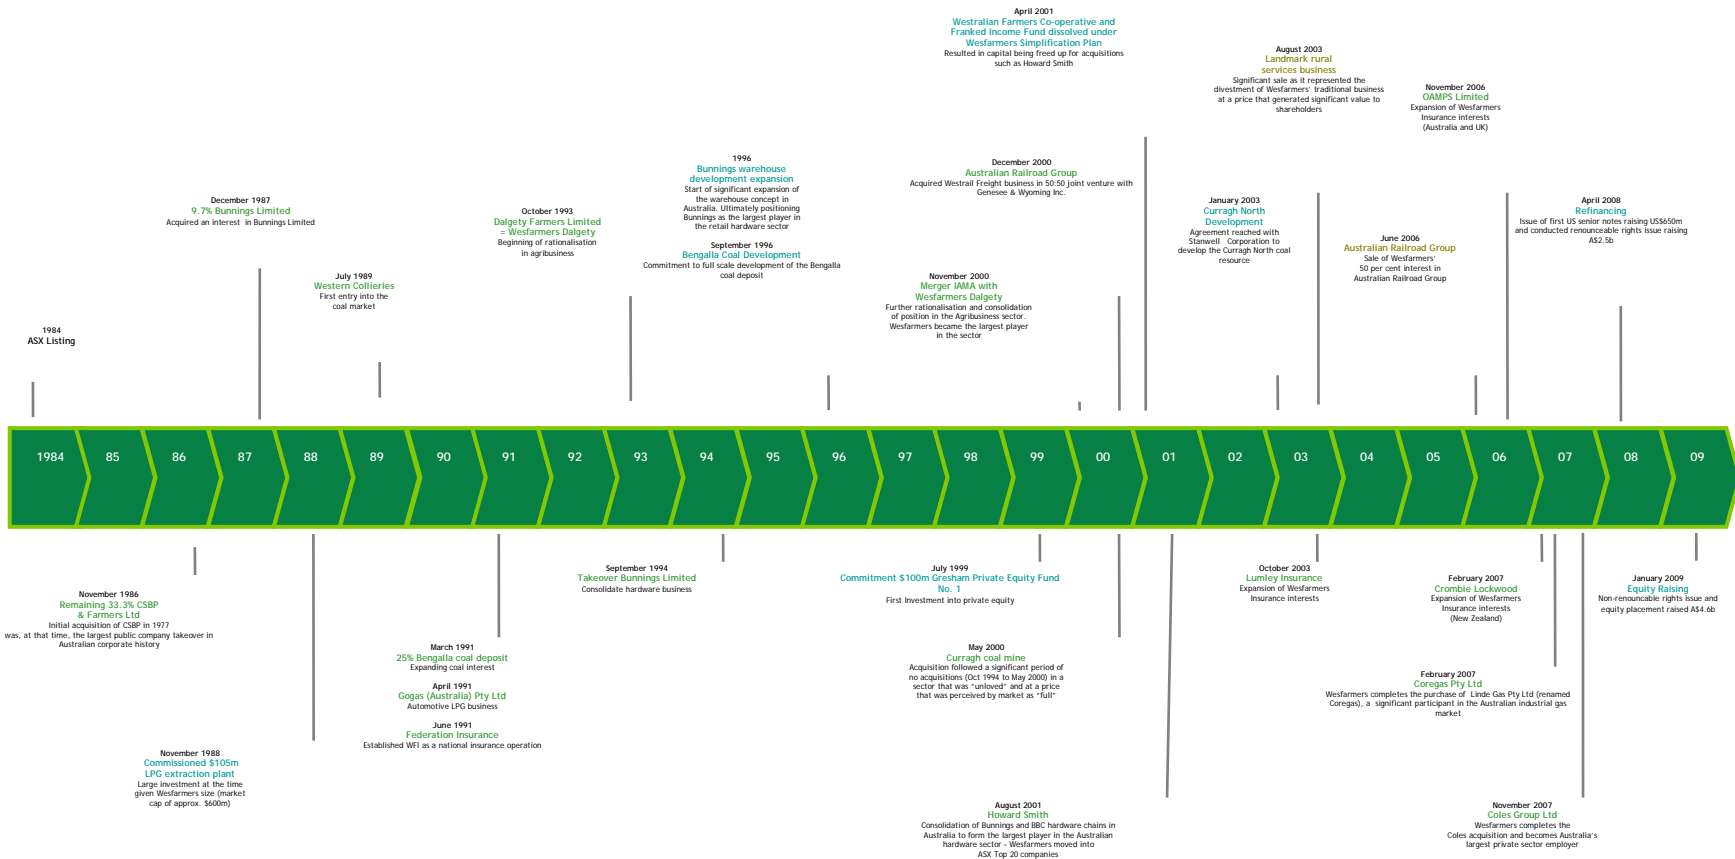 April 2001
Westralian Farmers Co-operative and
Franked Income Fund dissolved under
Wesfarmers Simplification Plan
Resulted in capital being freed up for acquisitions
such as Howard Smith
August 2003
Landmark rural
services business
Significant sale as it represented the
divestment of Wesfarmers' traditional business
at a price that generated significant value to
shareholders
November 2006
OAMPS Limited
Expansion of Wesfarmers
Insurance interests
(Australia and UK)
1996
Bunnings warehouse
development expansion
Start of significant expansion of
the warehouse concept in
Australia. Ultimately positioning
Bunnings as the largest player in
the retail hardware sector
December 2000
Australian Railroad Group
Acquired Westrail Freight business in 50:50 joint venture with
Genesee & Wyoming Inc.
December 1987
9.7% Bunnings Limited
Acquired an interest in Bunnings Limited
October 1993
Dalgety Farmers Limited
= Wesfarmers Dalgety
Beginning of rationalisation
in agribusiness
January 2003
Curragh North
Development
Agreement reached with
Stanwell Corporation to
develop the Curragh North coal
resource
April 2008
Refinancing
Issue of first US senior notes raising US$650m
and conducted renounceable rights issue raising
A$2.5b
September 1996
Bengalla Coal Development
Commitment to full scale development of the Bengalla
coal deposit
June 2006
Australian Railroad Group
Sale of Wesfarmers'
50 per cent interest in
Australian Railroad Group
July 1989
Western Collieries
First entry into the
coal market
November 2000
Merger IAMA with
Wesfarmers Dalgety
Further rationalisation and consolidation
of position in the Agribusiness sector.
Wesfarmers became the largest player
in the sector
1984
ASX Listing
1984 85 86 87 88 89 90 91 92 93 94 95 96 97 98 99 00 01 02 03 04 05 06 07 08 09
November 1986
Remaining 33.3% CSBP
& Farmers Ltd
Initial acquisition of CSBP in 1977
was, at that time, the largest public company takeover in
Australian corporate history
September 1994
Takeover Bunnings Limited
Consolidate hardware business
July 1999
Commitment $100m Gresham Private Equity Fund
No. 1
First Investment into private equity
October 2003
Lumley Insurance
Expansion of Wesfarmers
Insurance interests
February 2007
Crombie Lockwood
Expansion of Wesfarmers
Insurance interests
(New Zealand)
January 2009
Equity Raising
Non-renouncable rights issue and
equity placement raised A$4.6b
March 1991
25% Bengalla coal deposit
Expanding coal interest
April 1991
Gogas (Australia) Pty Ltd
Automotive LPG business
June 1991
Federation Insurance
Established WFI as a national insurance operation
May 2000
Curragh coal mine
Acquisition followed a significant period of
no acquisitions (Oct 1994 to May 2000) in a
sector that was "unloved" and at a price
that was perceived by market as "full"
February 2007
Coregas Pty Ltd
Wesfarmers completes the purchase of Linde Gas Pty Ltd (renamed
Coregas), a significant participant in the Australian industrial gas
market
November 1988
Commissioned $105m
LPG extraction plant
Large investment at the time
given Wesfarmers size (market
cap of approx. $600m)
August 2001
Howard Smith
Consolidation of Bunnings and BBC hardware chains in
Australia to form the largest player in the Australian
hardware sector - Wesfarmers moved into
ASX Top 20 companies
November 2007
Coles Group Ltd
Wesfarmers completes the
Coles acquisition and becomes Australia's
largest private sector employer